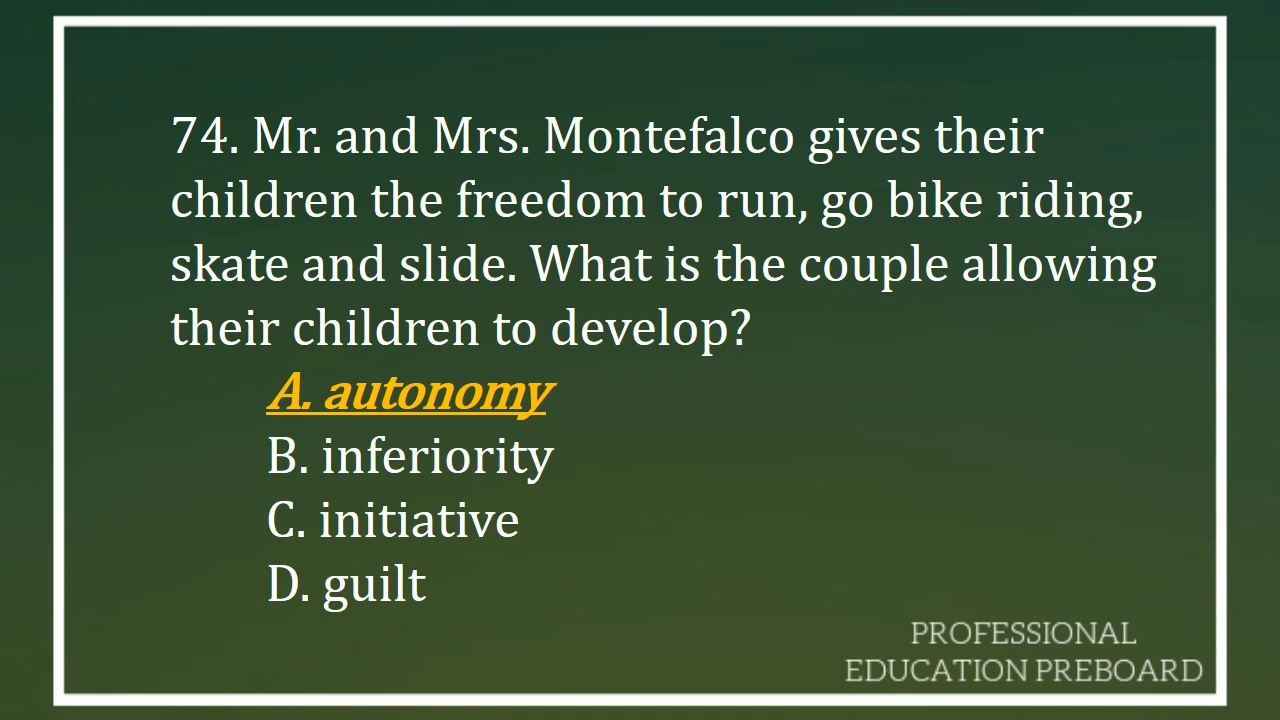 74. Mr. and Mrs. Montefalco gives their
children the freedom to run, go bike riding,
skate and slide. What is the couple allowing
their children to develop?
A. autonomy
B. inferiority
C. initiative
D. guilt
PROFESSIONAL
EDUCATION PREBOARD